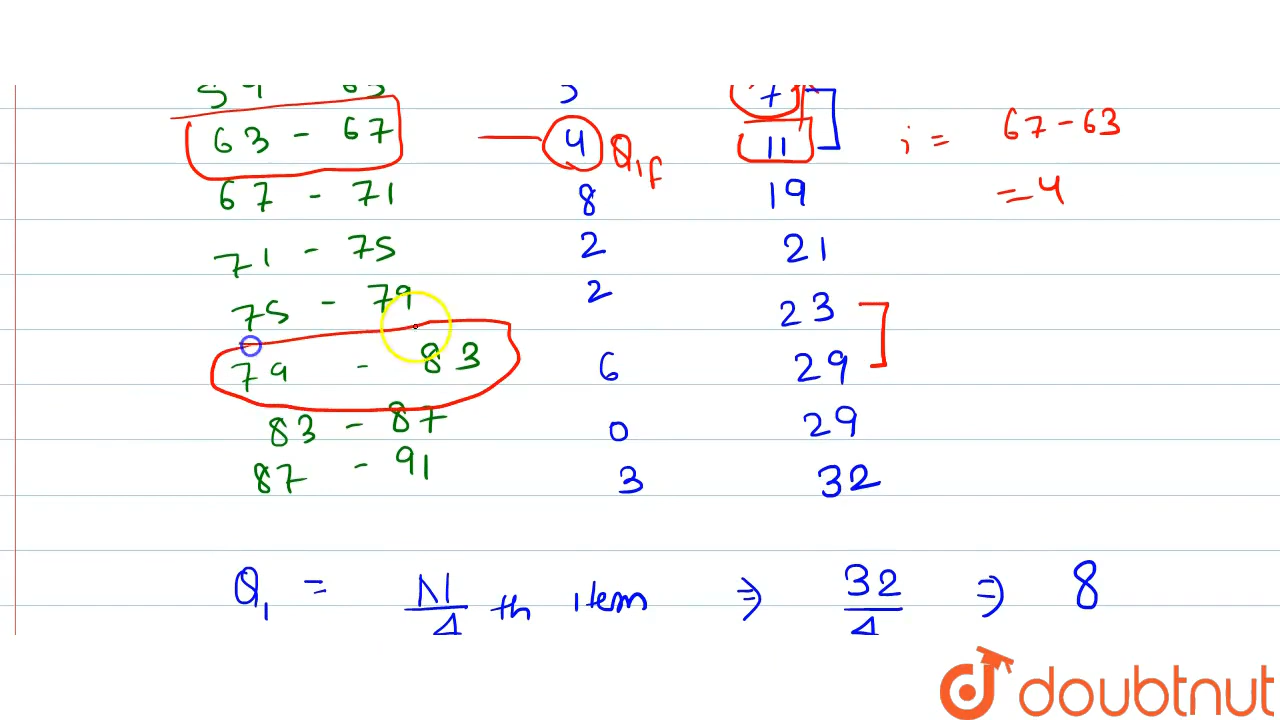 63 - 67 4 Q1f 11 i = 67-63
67 - 71 8 19 = 4
71 - 75 2 21
75 - 79 2 23
79 - 83 6 29
83 - 87 0 29
87 - 91 3 32
Q1 = N/4 th item ⇒ 32/4 ⇒ 8
doubtnut